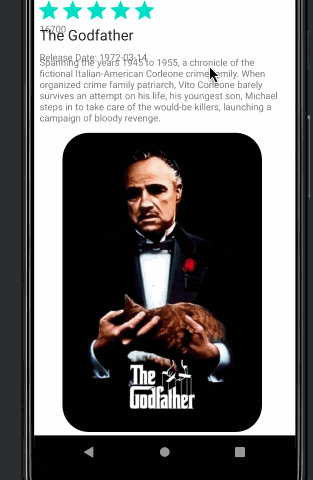 16700
The Godfather
Release Date: 1972-03-14
Spanning the years 1945 to 1955, a chronicle of the
fictional Italian-American Corleone crime family. When
organized crime family patriarch, Vito Corleone barely
survives an attempt on his life, his youngest son, Michael
steps in to take care of the would-be killers, launching a
campaign of bloody revenge.
The
Godfather